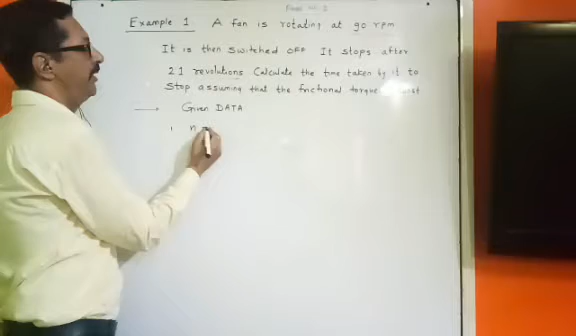 Example 1 A fan is rotating at 90 rpm
It is then switched OFF It stops after
21 revolutions Calculate the time taken by it to
stop assuming that the frictional torque
Given DATA
1 n